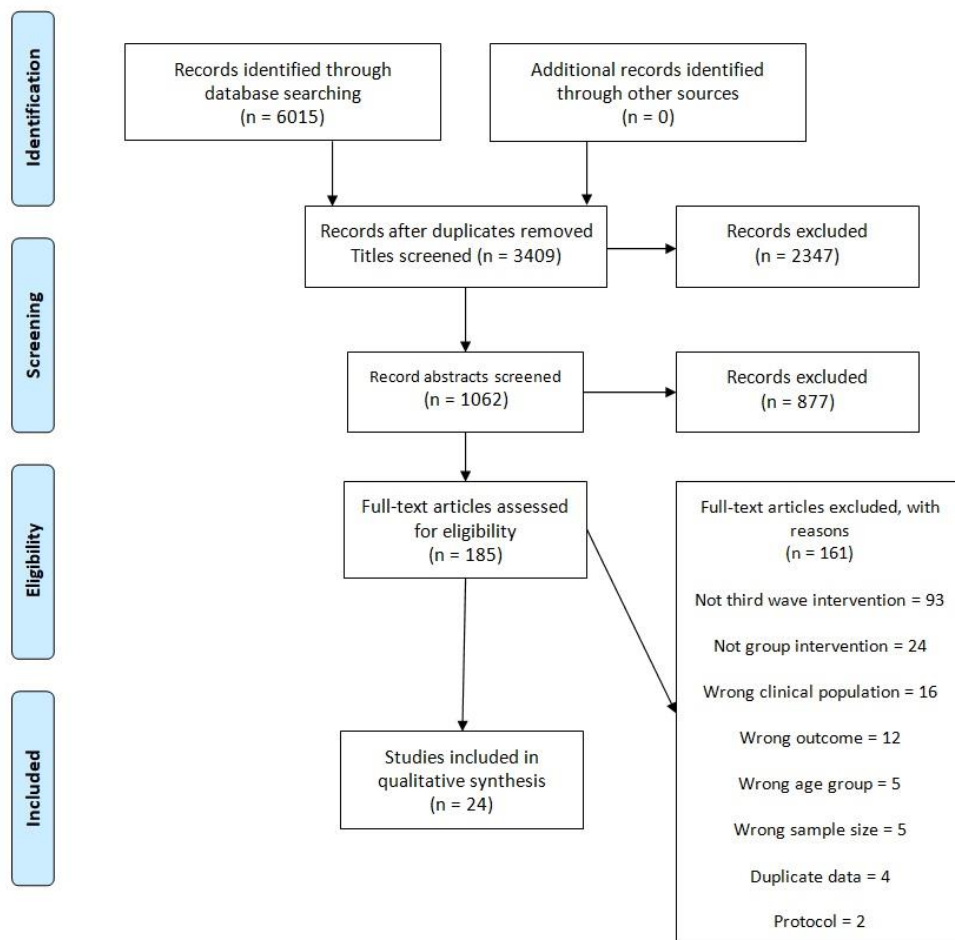 Identification
Records identified through
database searching
(n = 6015)
Additional records identified
through other sources
(n = 0)
Records after duplicates removed
Titles screened (n = 3409)
Records excluded
(n = 2347)
Screening
Record abstracts screened
(n = 1062)
Records excluded
(n = 877)
Eligibility
Full-text articles assessed
for eligibility
(n = 185)
Full-text articles excluded, with
reasons
(n = 161)
Not third wave intervention = 93
Not group intervention = 24
Wrong clinical population = 16
Wrong outcome = 12
Wrong age group = 5
Wrong sample size = 5
Duplicate data = 4
Protocol = 2
Included
Studies included in
qualitative synthesis
(n = 24)